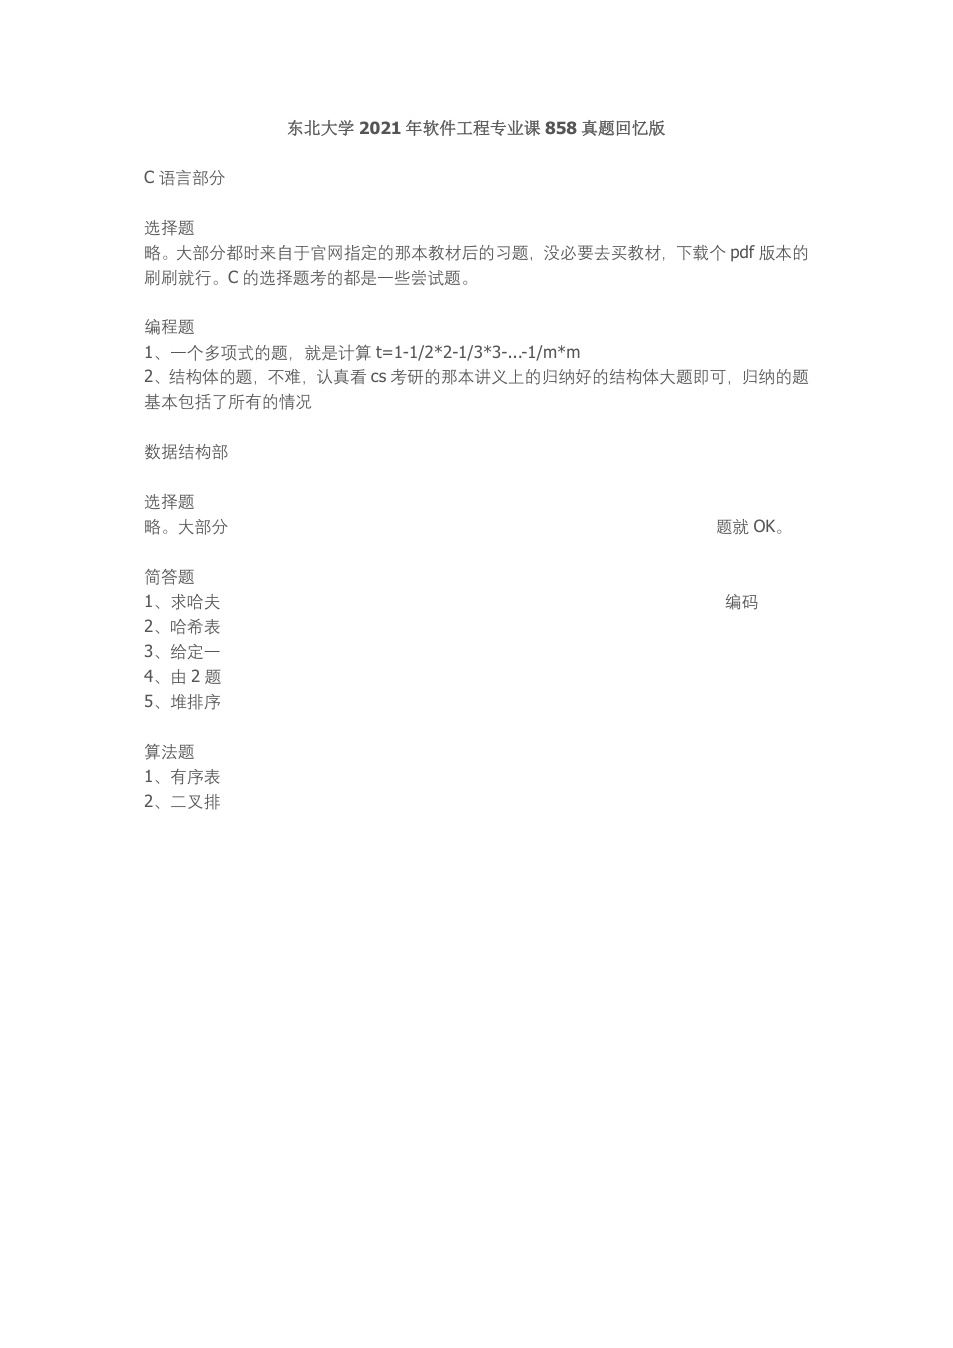 东北大学 2021 年软件工程专业课 858 真题回忆版
C 语言部分
选择题
略。大部分都时来自于官网指定的那本教材后的习题，没必要去买教材，下载个 pdf 版本的
刷刷就行。C 的选择题考的都是一些尝试题。
编程题
1、一个多项式的题，就是计算 t=1-1/2*2-1/3*3-...-1/m*m
2、结构体的题，不难，认真看 cs 考研的那本讲义上的归纳好的结构体大题即可，归纳的题
基本包括了所有的情况
数据结构部
选择题
略。大部分 题就 OK。
简答题
1、求哈夫 编码
2、哈希表
3、给定一
4、由 2 题
5、堆排序
算法题
1、有序表
2、二叉排